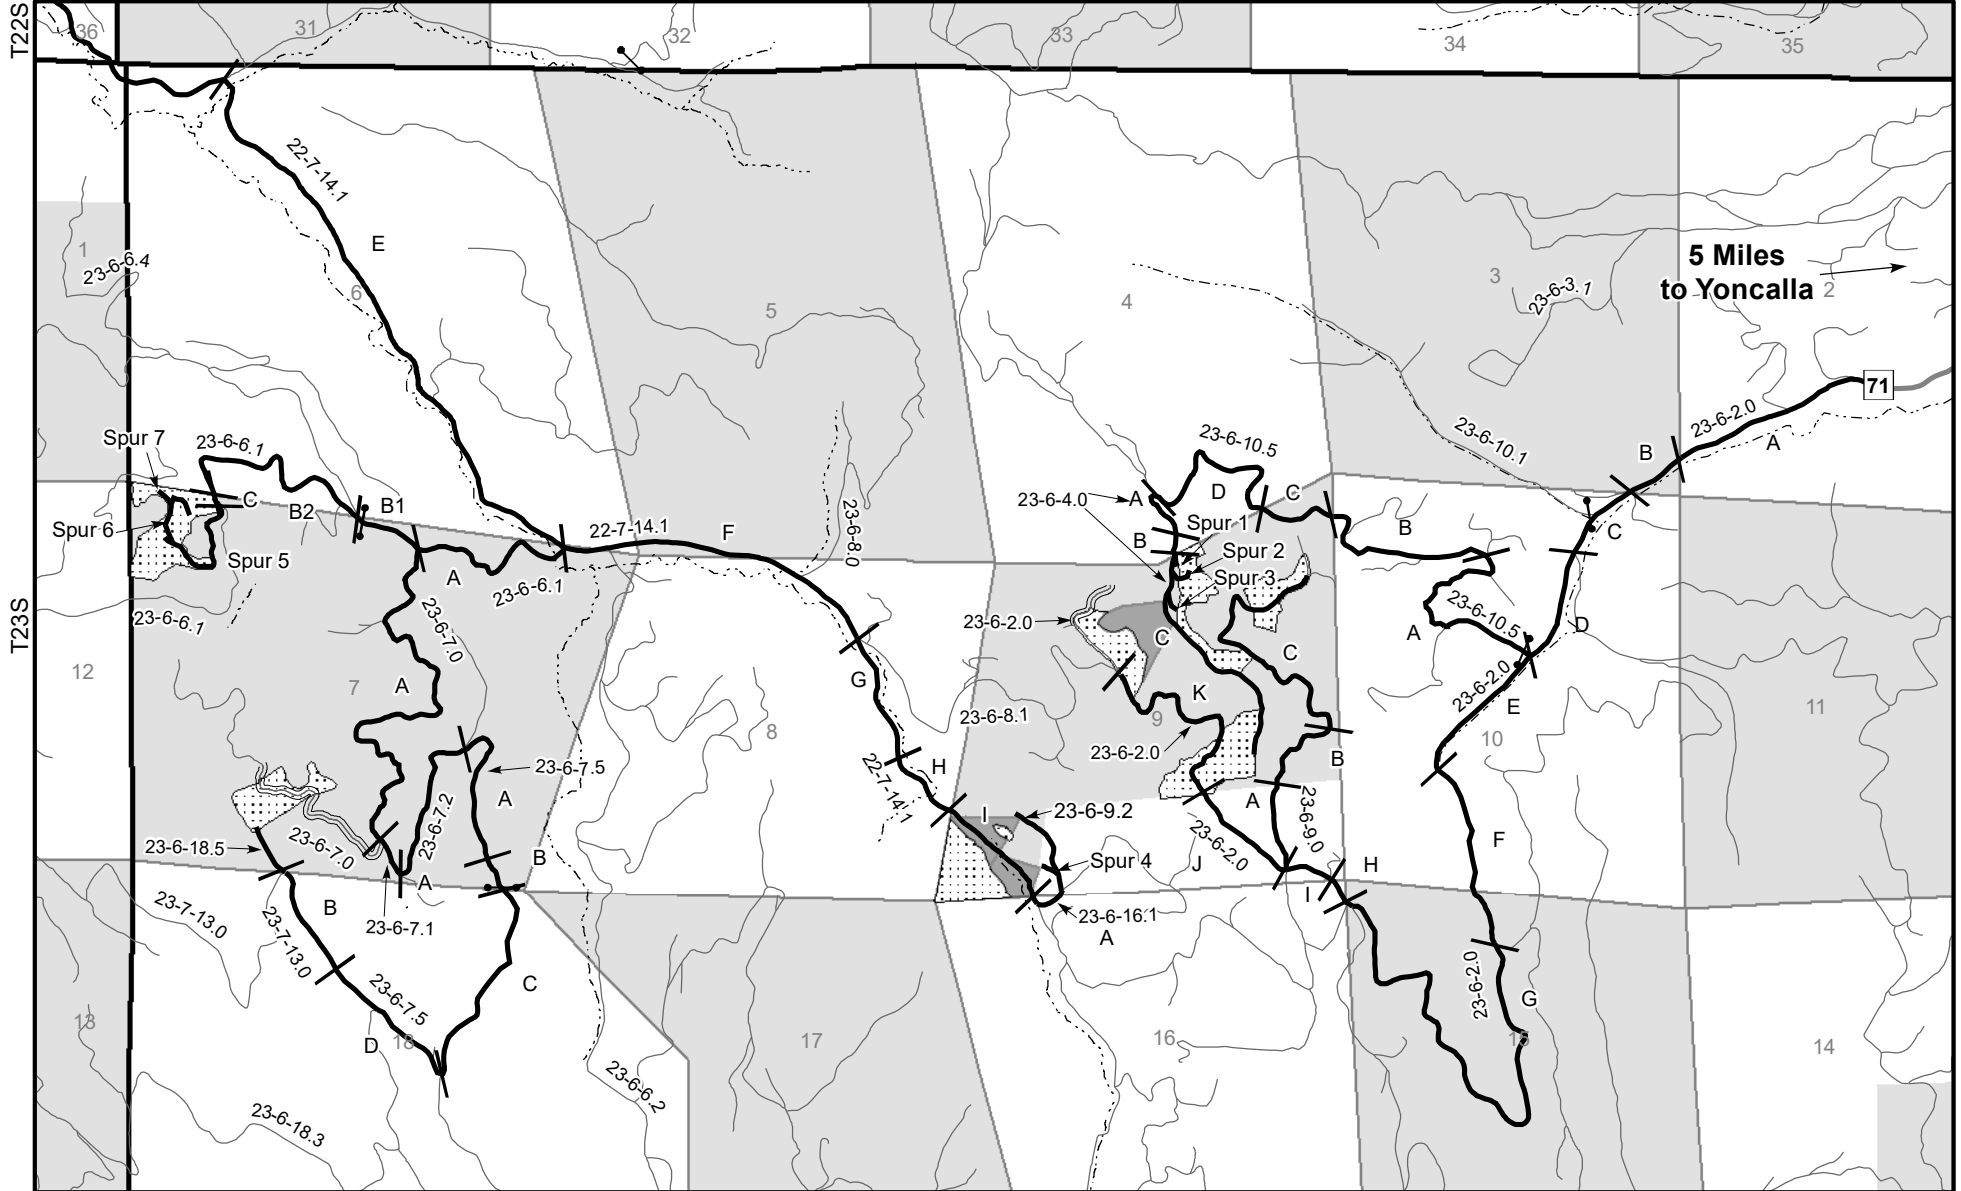 T22S
36
31
32
33
34
35
22-7-14.1
E
1
23-6-6.4
6
5
4
3
23-6-3.1
5 Miles
to Yoncalla
2
71
23-6-2.0
A
B
23-6-10.1
C
Spur 7
23-6-6.1
C
B2
B1
Spur 6
Spur 5
A
23-6-6.1
22-7-14.1
F
23-6-8.0
23-6-10.5
D
C
B
23-6-4.0
A
Spur 1
B
Spur 2
Spur 3
T23S
23-6-6.1
23-6-7.0
12
7
A
G
8
23-6-2.0
C
C
K
9
23-6-8.1
23-6-2.0
B
23-6-10.5
A
D
23-6-2.0
E
10
11
23-6-7.5
A
23-6-7.2
22-7-14.1
H
I
23-6-9.2
A
23-6-9.0
23-6-2.0
J
H
I
F
23-6-18.5
23-6-7.0
A
B
Spur 4
23-6-16.1
A
23-7-13.0
23-7-13.0
B
23-6-7.1
C
23-6-2.0
G
13
23-6-7.5
D
18
17
16
15
14
23-6-6.2
23-6-18.3